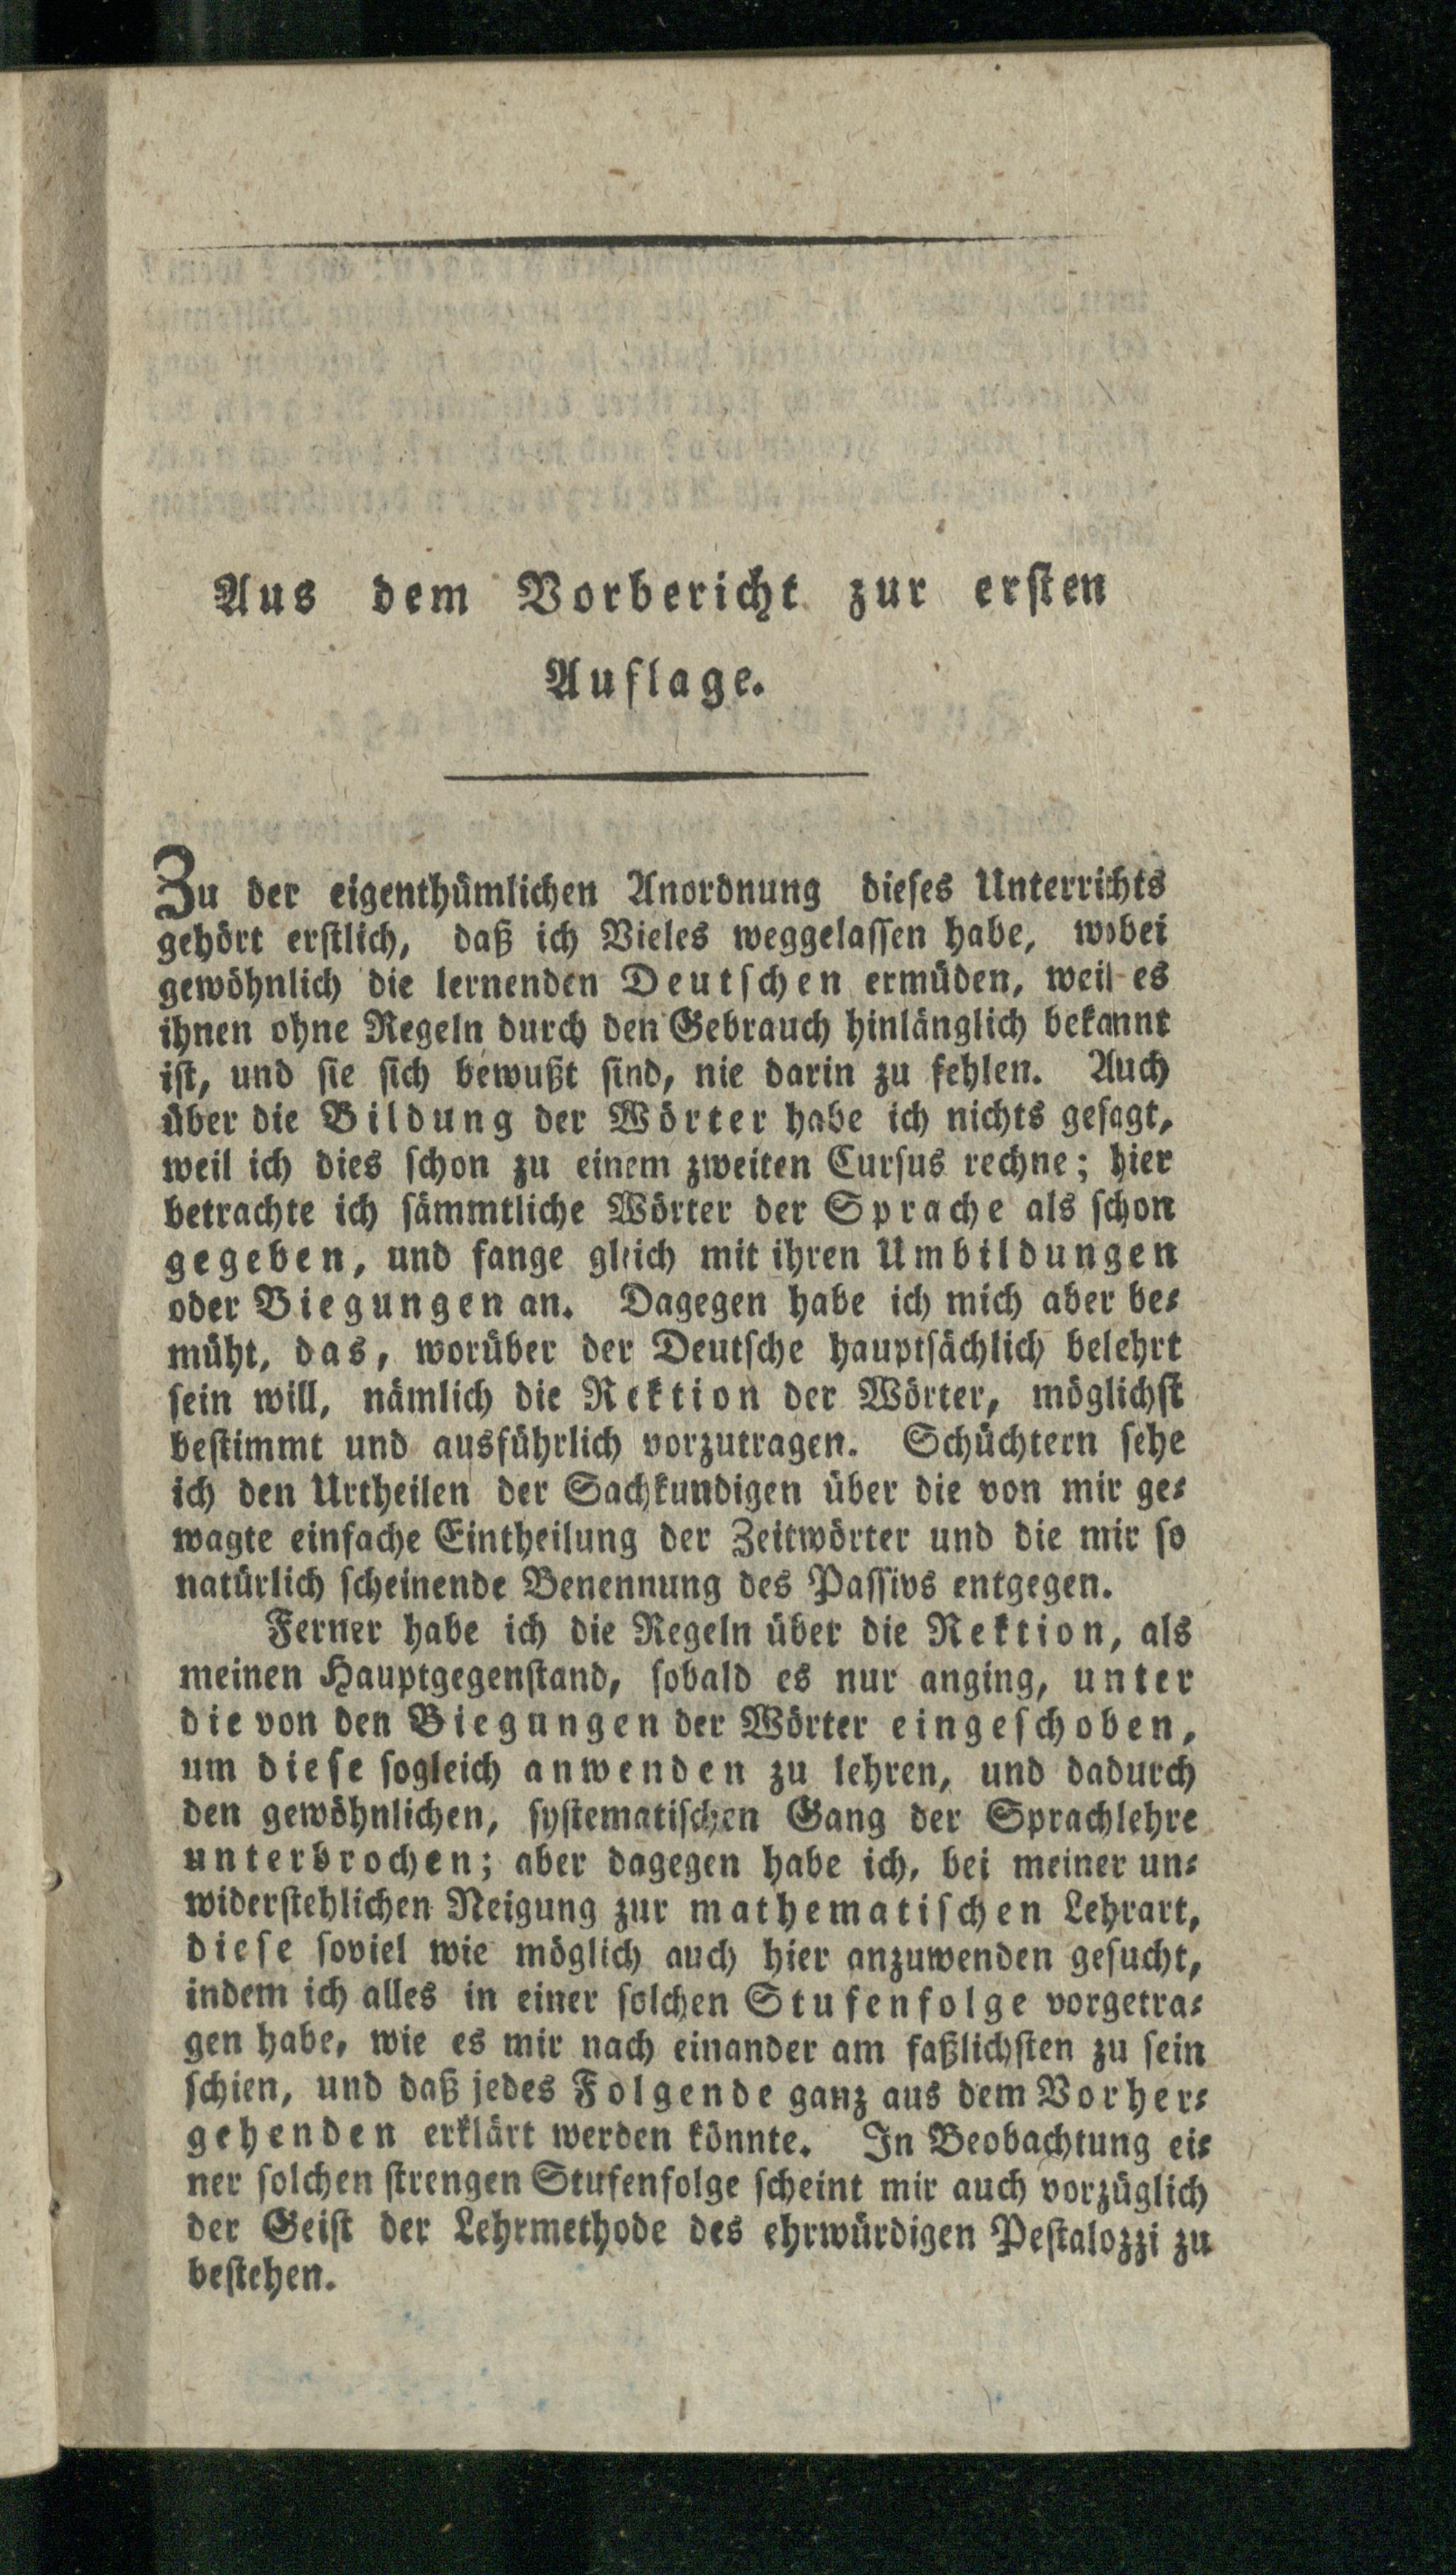 Aus dem Vorbericht zur ersten
Auflage.
Zu der eigenthümlichen Anordnung dieses Unterrichts
gehört erstlich, daß ich Vieles weggelassen habe, wobei
gewöhnlich die lernenden Deutschen ermüden, weil es
ihnen ohne Regeln durch den Gebrauch hinlänglich bekannt
ist, und sie sich bewußt sind, nie darin zu fehlen. Auch
über die Bildung der Wörter habe ich nichts gesagt,
weil ich dies schon zu einem zweiten Cursus rechne; hier
betrachte ich sämmtliche Wörter der Sprache als schon
gegeben, und fange gleich mit ihren Umbildungen
oder Biegungen an. Dagegen habe ich mich aber be-
müht, das, worüber der Deutsche hauptsächlich belehrt
sein will, nämlich die Rektion der Wörter, möglichst
bestimmt und ausführlich vorzutragen. Schüchtern sehe
ich den Urtheilen der Sachkundigen über die von mir ge-
wagte einfache Eintheilung der Zeitwörter und die mir so
natürlich scheinende Benennung des Passivs entgegen.
Ferner habe ich die Regeln über die Rektion, als
meinen Hauptgegenstand, sobald es nur anging, unter
die von den Biegungen der Wörter eingeschoben,
um diese sogleich anwenden zu lehren, und dadurch
den gewöhnlichen, systematischen Gang der Sprachlehre
unterbrochen; aber dagegen habe ich, bei meiner un-
widerstehlichen Neigung zur mathematischen Lehrart,
diese soviel wie möglich auch hier anzuwenden gesucht,
indem ich alles in einer solchen Stufenfolge vorgetra-
gen habe, wie es mir nach einander am faßlichsten zu sein
schien, und daß jedes Folgende ganz aus dem Vorher-
gehenden erklärt werden könnte. In Beobachtung ei-
ner solchen strengen Stufenfolge scheint mir auch vorzüglich
der Geist der Lehrmethode des ehrwürdigen Pestalozzi zu
bestehen.